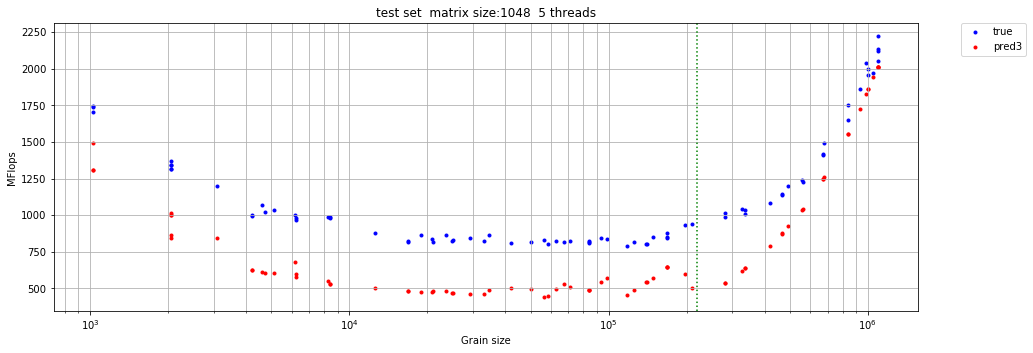 test set  matrix size:1048  5 threads
true
pred3
MFlops
2250
2000
1750
1500
1250
1000
750
500
10³
10⁴
10⁵
10⁶
Grain size